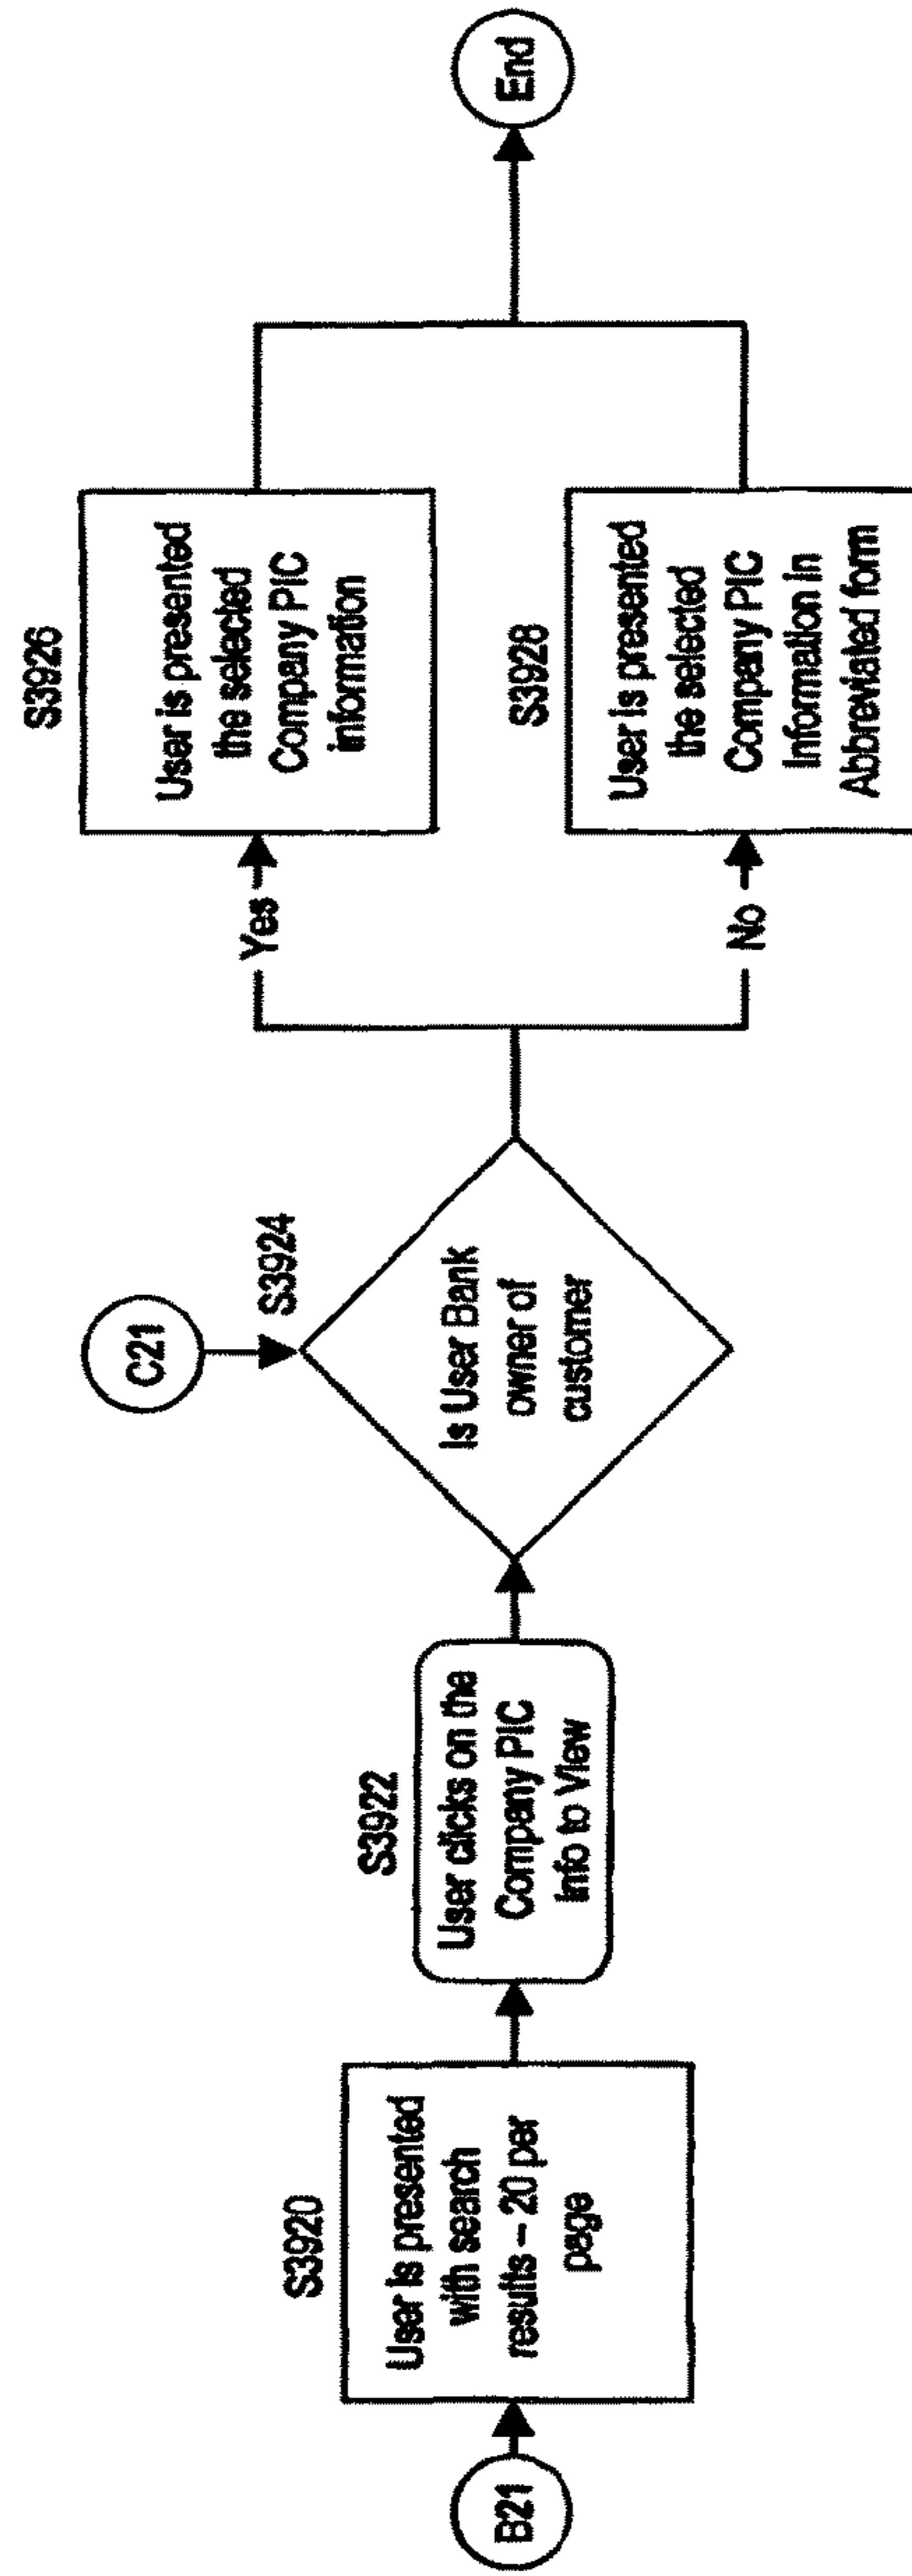 B21
S3920
User is presented
with search
results – 20 per
page
S3922
User clicks on the
Company PIC
Info to View
C21
S3924
Is User Bank
owner of
customer
Yes
S3926
User is presented
the selected
Company PIC
information
No
S3928
User is presented
the selected
Company PIC
Information in
Abbreviated form
End